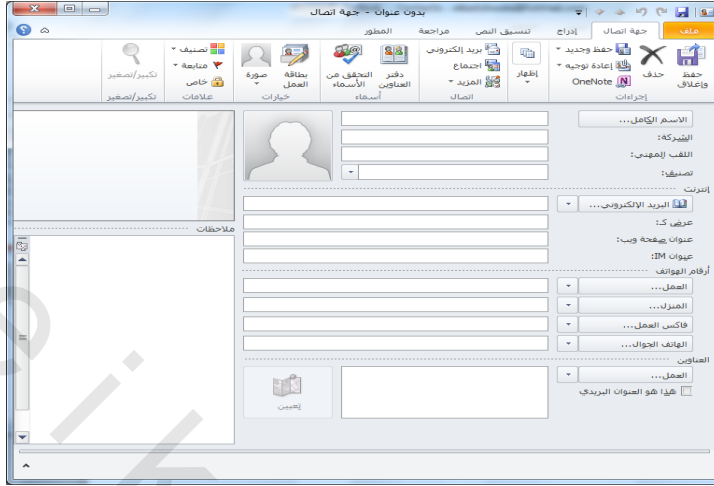 بدون عنوان - جهة اتصال
ملف جهة اتصال إدراج تنسيق النص مراجعة المطور
حفظ وإغلاق
حذف
حفظ وجديد
إعادة توجيه
OneNote
إجراءات
إظهار
بريد إلكتروني
اجتماع
المزيد
اتصال
دفتر العناوين
التحقق من الأسماء
أسماء
بطاقة العمل
صورة
خيارات
تصنيف
متابعة
خاص
علامات
تكبير/تصغير
تكبير/تصغير
الاسم الكامل...
الشركة:
اللقب المهني:
تصنيف:
إنترنت
البريد الإلكتروني...
عرض كـ:
عنوان صفحة ويب:
عنوان IM:
أرقام الهواتف
العمل...
المنزل...
فاكس العمل...
الهاتف الجوال...
العناوين
العمل...
هذا هو العنوان البريدي
تعيين
ملاحظات